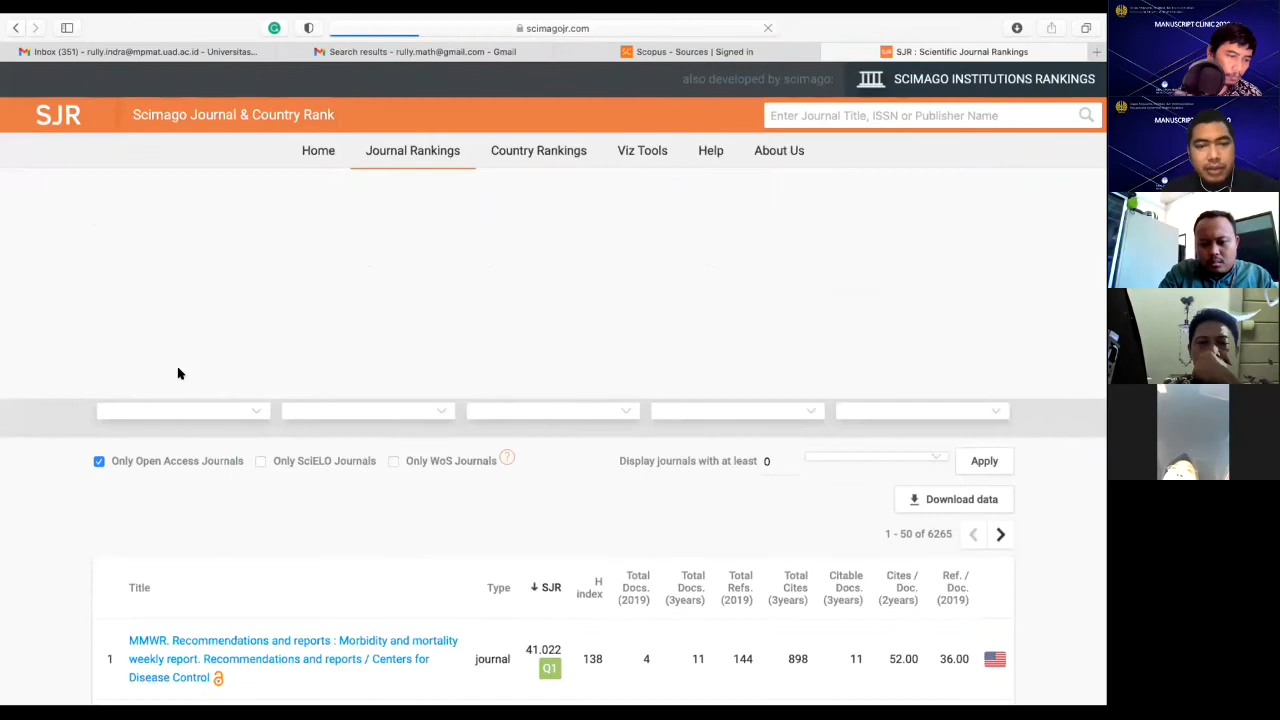 scimagojr.com
Inbox (351) - rully.indra@mpmat.uad.ac.id - Universitas...
Search results - rully.math@gmail.com - Gmail
Scopus - Sources | Signed in
SJR : Scientific Journal Rankings
also developed by scimago:
SCIMAGO INSTITUTIONS RANKINGS
SJR
Scimago Journal & Country Rank
Enter Journal Title, ISSN or Publisher Name
Home
Journal Rankings
Country Rankings
Viz Tools
Help
About Us
Only Open Access Journals
Only SciELO Journals
Only WoS Journals
?
Display journals with at least
0
Apply
Download data
1 - 50 of 6265
Title
Type
SJR
H index
Total Docs. (2019)
Total Docs. (3years)
Total Refs. (2019)
Total Cites (3years)
Citable Docs. (3years)
Cites / Doc. (2years)
Ref. / Doc. (2019)
1
MMWR. Recommendations and reports : Morbidity and mortality
weekly report. Recommendations and reports / Centers for
Disease Control
journal
41.022
Q1
138
4
11
144
898
11
52.00
36.00
MANUSCRIPT CLINIC